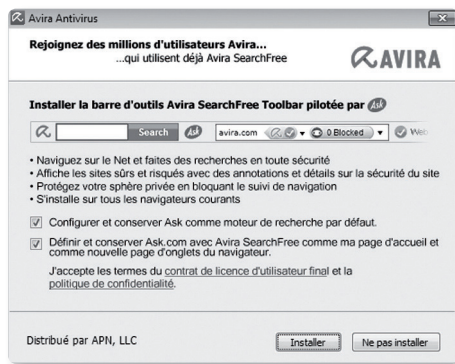 Avira Antivirus
Rejoignez des millions d'utilisateurs Avira...
...qui utilisent déjà Avira SearchFree
AVIRA
Installer la barre d'outils Avira SearchFree Toolbar pilotée par Ask
Search Ask avira.com 0 Blocked Web
• Naviguez sur le Net et faites des recherches en toute sécurité
• Affiche les sites sûrs et risqués avec des annotations et détails sur la sécurité du site
• Protégez votre sphère privée en bloquant le suivi de navigation
• S'installe sur tous les navigateurs courants
Configurer et conserver Ask comme moteur de recherche par défaut.
Définir et conserver Ask.com avec Avira SearchFree comme ma page d'accueil et
comme nouvelle page d'onglets du navigateur.
J'accepte les termes du contrat de licence d'utilisateur final et la
politique de confidentialité.
Distribué par APN, LLC
Installer
Ne pas installer